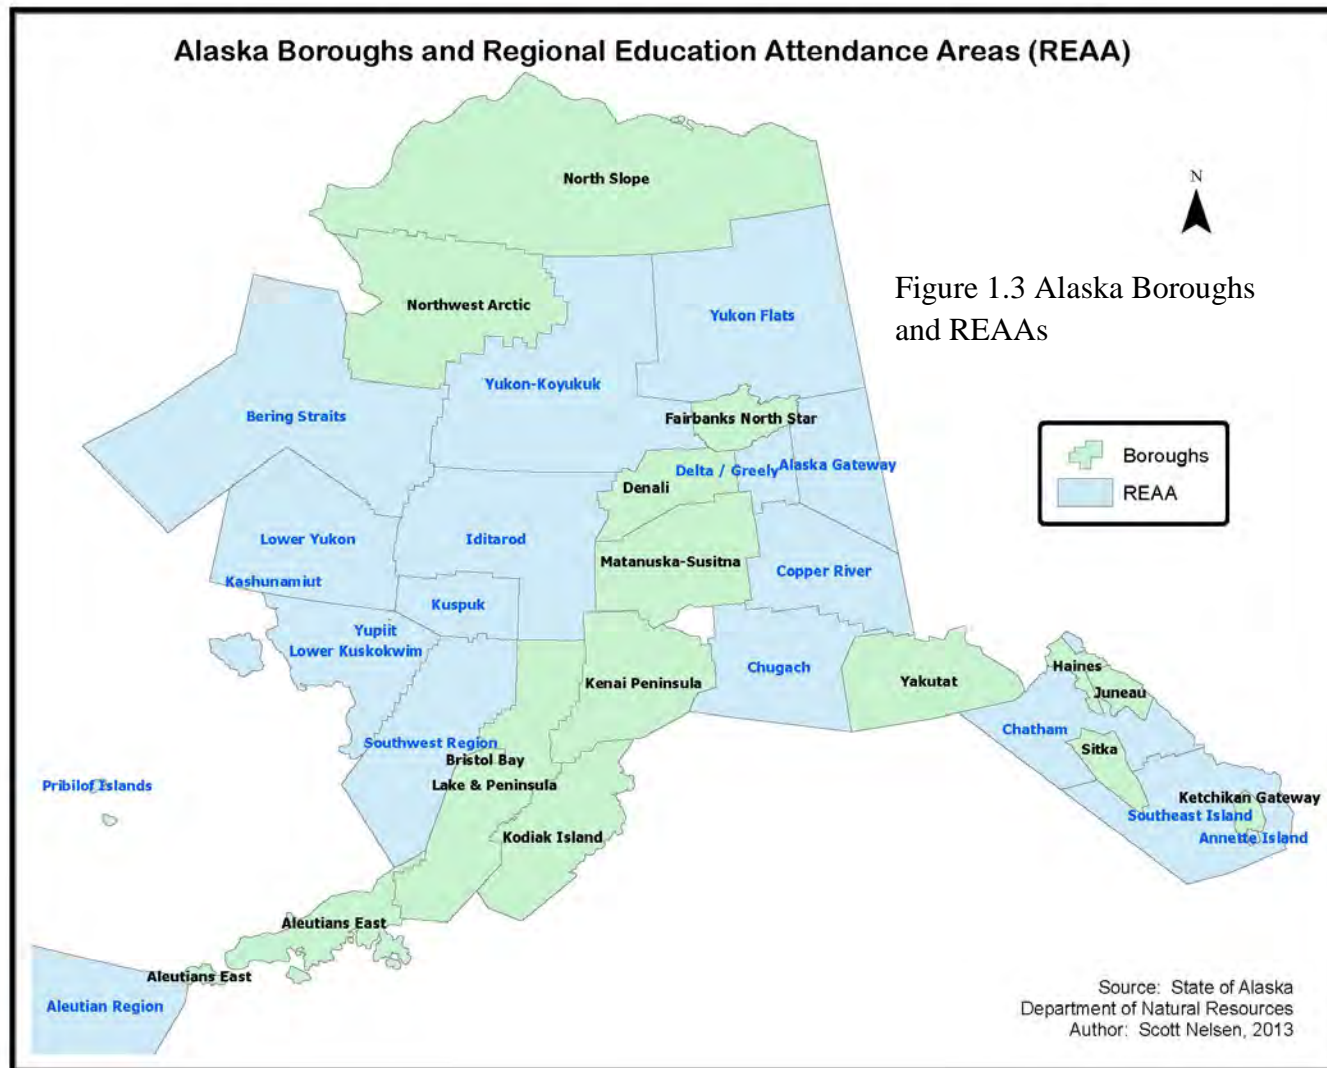 Alaska Boroughs and Regional Education Attendance Areas (REAA)
North Slope
N
Northwest Arctic
Figure 1.3 Alaska Boroughs
and REAAs
Yukon Flats
Yukon-Koyukuk
Bering Straits
Fairbanks North Star
Boroughs
REAA
Delta / Greely
Alaska Gateway
Denali
Lower Yukon
Iditarod
Matanuska-Susitna
Copper River
Kashunamiut
Kuspuk
Yupiit
Lower Kuskokwim
Kenai Peninsula
Chugach
Yakutat
Haines
Juneau
Chatham
Sitka
Southwest Region
Bristol Bay
Lake & Peninsula
Pribilof Islands
Ketchikan Gateway
Southeast Island
Annette Island
Kodiak Island
Aleutians East
Aleutians East
Aleutian Region
Source: State of Alaska
Department of Natural Resources
Author: Scott Nelsen, 2013